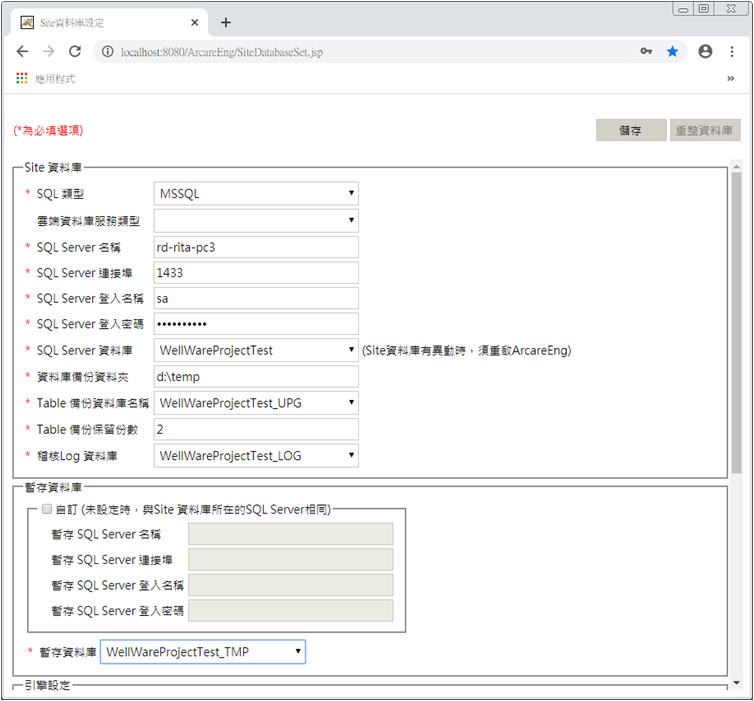 Site資料庫設定
localhost:8080/ArcareEng/SiteDatabaseSet.jsp
應用程式
(*為必填選項)
儲存 重整資料庫
Site 資料庫
* SQL 類型 MSSQL
雲端資料庫服務類型
* SQL Server 名稱 rd-rita-pc3
* SQL Server 連接埠 1433
* SQL Server 登入名稱 sa
* SQL Server 登入密碼 ••••••••••
* SQL Server 資料庫 WellWareProjectTest (Site資料庫有異動時，須重啟ArcareEng)
* 資料庫備份資料夾 d:\temp
* Table 備份資料庫名稱 WellWareProjectTest_UPG
* Table 備份保留份數 2
* 稽核Log 資料庫 WellWareProjectTest_LOG
暫存資料庫
自訂 (未設定時，與Site 資料庫所在的SQL Server相同)
暫存 SQL Server 名稱
暫存 SQL Server 連接埠
暫存 SQL Server 登入名稱
暫存 SQL Server 登入密碼
* 暫存資料庫 WellWareProjectTest_TMP
引擎設定